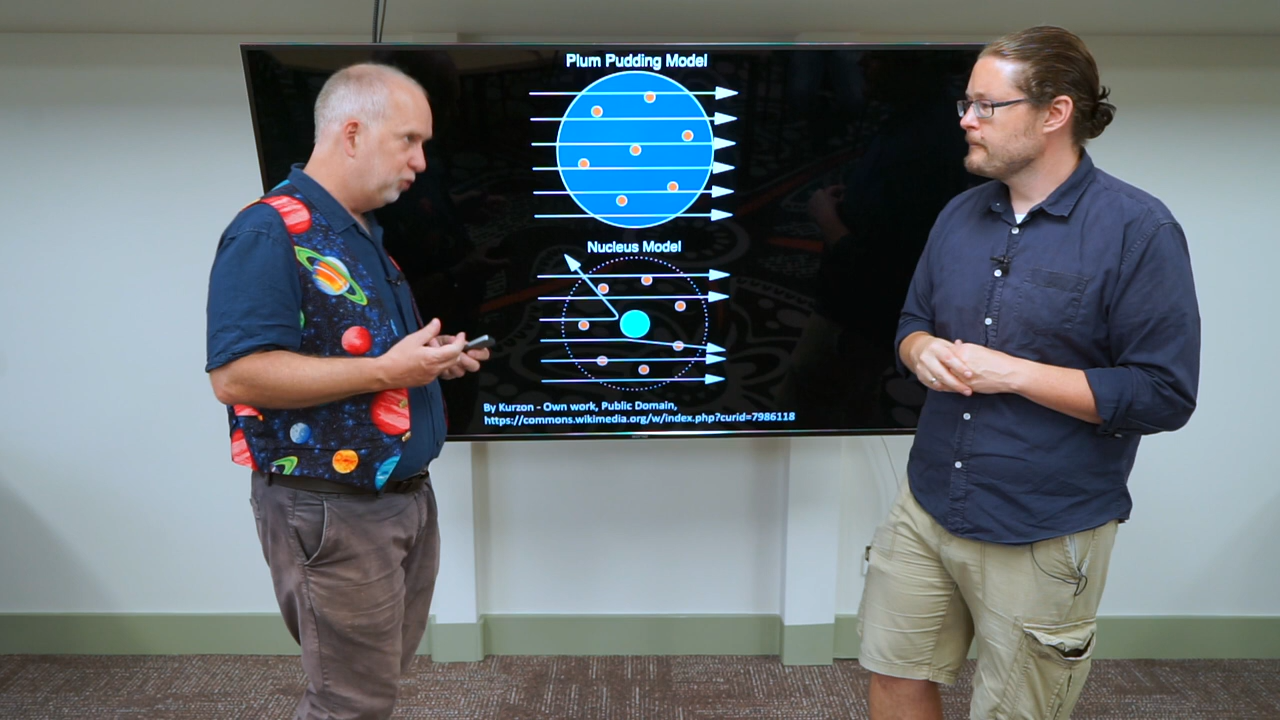 Plum Pudding Model
Nucleus Model
By Kurzon - Own work, Public Domain,
https://commons.wikimedia.org/w/index.php?curid=7986118